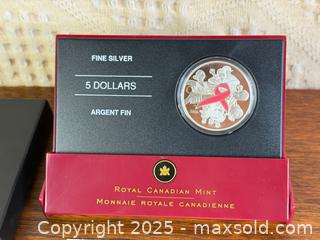 FINE SILVER
5 DOLLARS
ARGENT FIN
ROYAL CANADIAN MINT
MONNAIE ROYALE CANADIENNE
Copyright © 2025 - maxsold.com